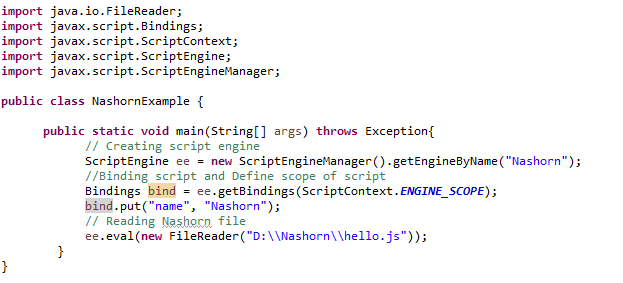 import java.io.FileReader;
import javax.script.Bindings;
import javax.script.ScriptContext;
import javax.script.ScriptEngine;
import javax.script.ScriptEngineManager;

public class NashornExample {

      public static void main(String[] args) throws Exception{
            // Creating script engine
            ScriptEngine ee = new ScriptEngineManager().getEngineByName("Nashorn");
            //Binding script and Define scope of script
            Bindings bind = ee.getBindings(ScriptContext.ENGINE_SCOPE);
            bind.put("name", "Nashorn");
            // Reading Nashorn file
            ee.eval(new FileReader("D:\\Nashorn\\hello.js"));
        }
}